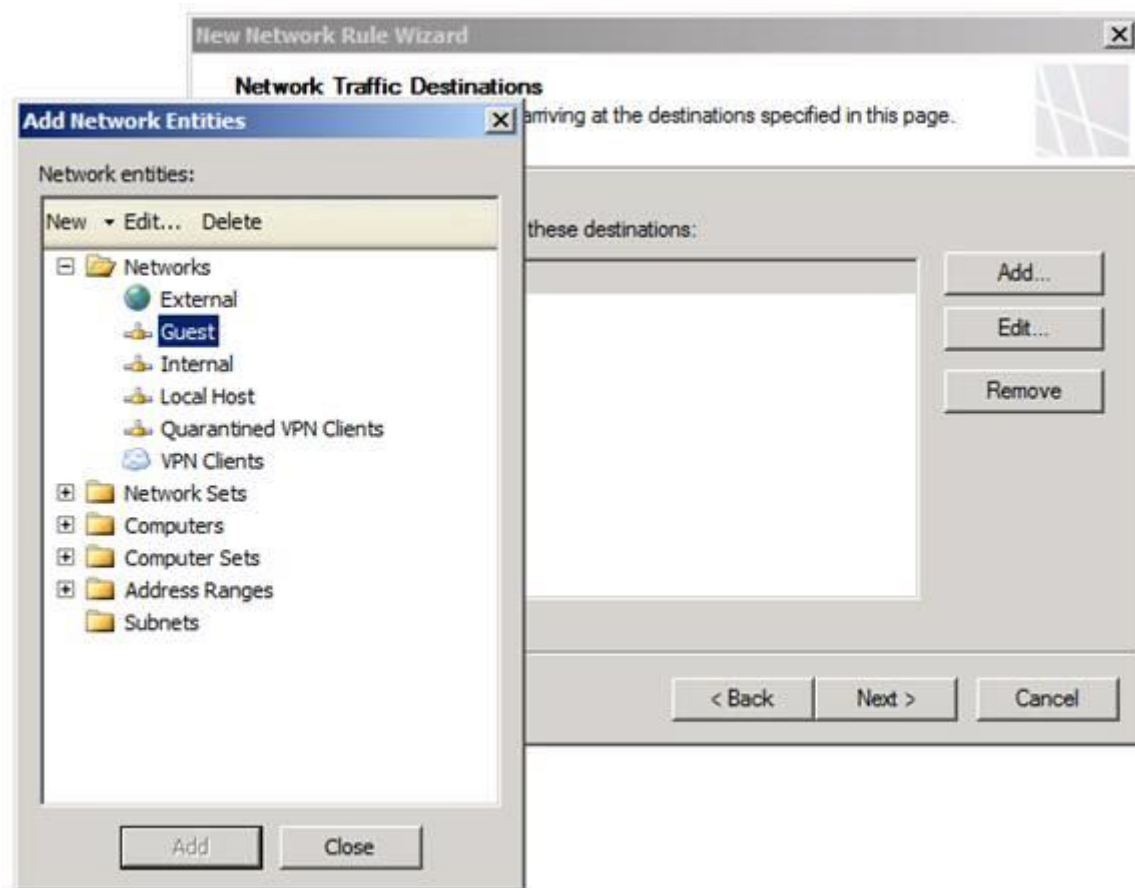 New Network Rule Wizard
Network Traffic Destinations
arriving at the destinations specified in this page.
these destinations:
Add...
Edit...
Remove
< Back
Next >
Cancel
Add Network Entities
Network entities:
New Edit... Delete
Networks
External
Guest
Internal
Local Host
Quarantined VPN Clients
VPN Clients
Network Sets
Computers
Computer Sets
Address Ranges
Subnets
Add
Close